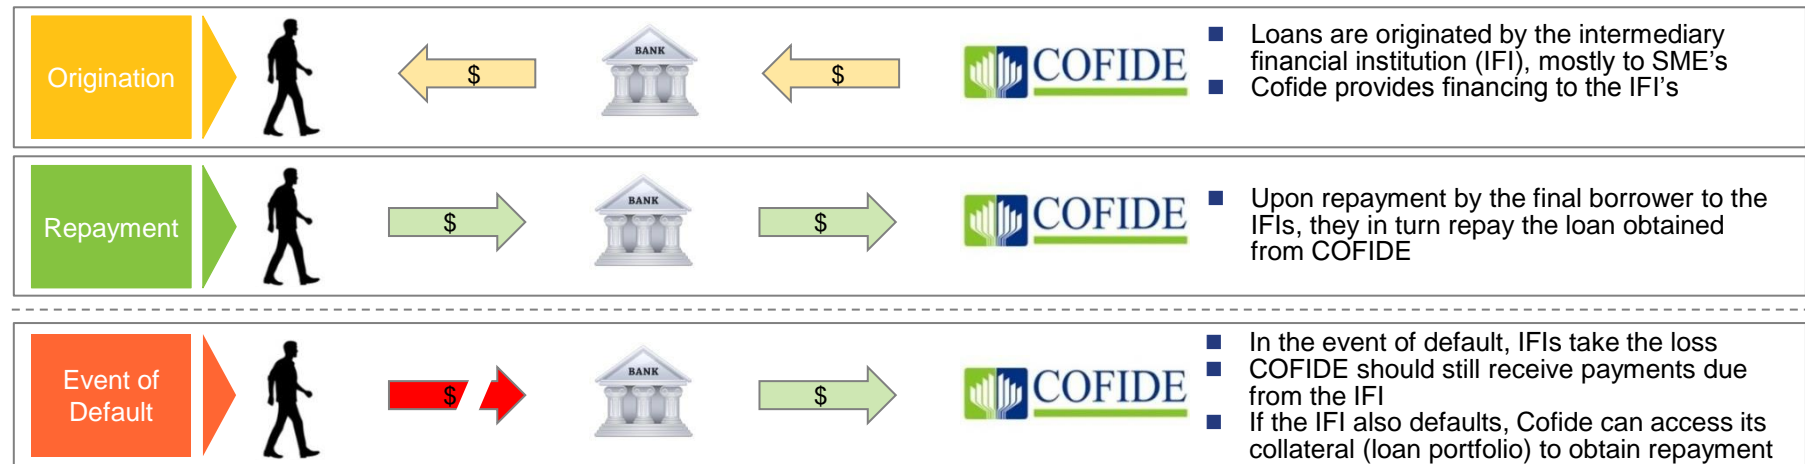 Origination
$
BANK
$
COFIDE
Loans are originated by the intermediary
financial institution (IFI), mostly to SME's
Cofide provides financing to the IFI's
Repayment
$
BANK
$
COFIDE
Upon repayment by the final borrower to the
IFIs, they in turn repay the loan obtained
from COFIDE
Event of
Default
$
BANK
$
COFIDE
In the event of default, IFIs take the loss
COFIDE should still receive payments due
from the IFI
If the IFI also defaults, Cofide can access its
collateral (loan portfolio) to obtain repayment